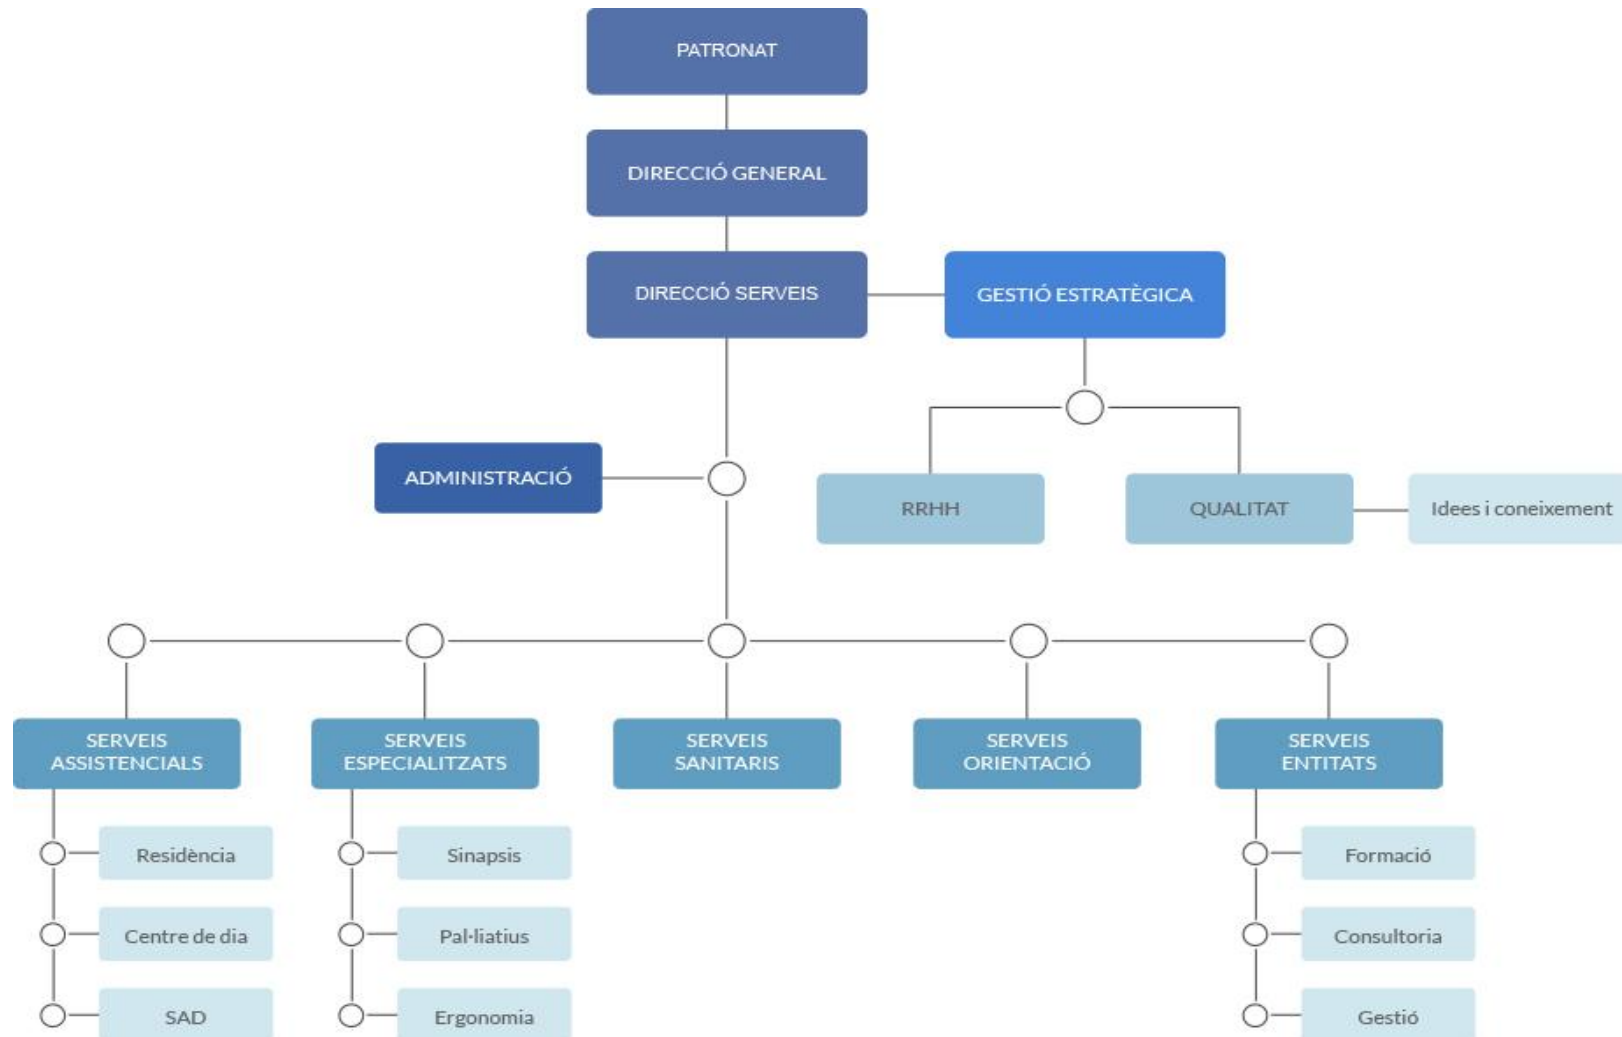 PATRONAT
DIRECCIÓ GENERAL
DIRECCIÓ SERVEIS
GESTIÓ ESTRATÈGICA
ADMINISTRACIÓ
RRHH
QUALITAT
Idees i coneixement
SERVEIS
ASSISTENCIALS
SERVEIS
ESPECIALITZATS
SERVEIS
SANITARIS
SERVEIS
ORIENTACIÓ
SERVEIS
ENTITATS
Residència
Sinapsis
Formació
Centre de dia
Pal·liatius
Consultoria
SAD
Ergonomia
Gestió